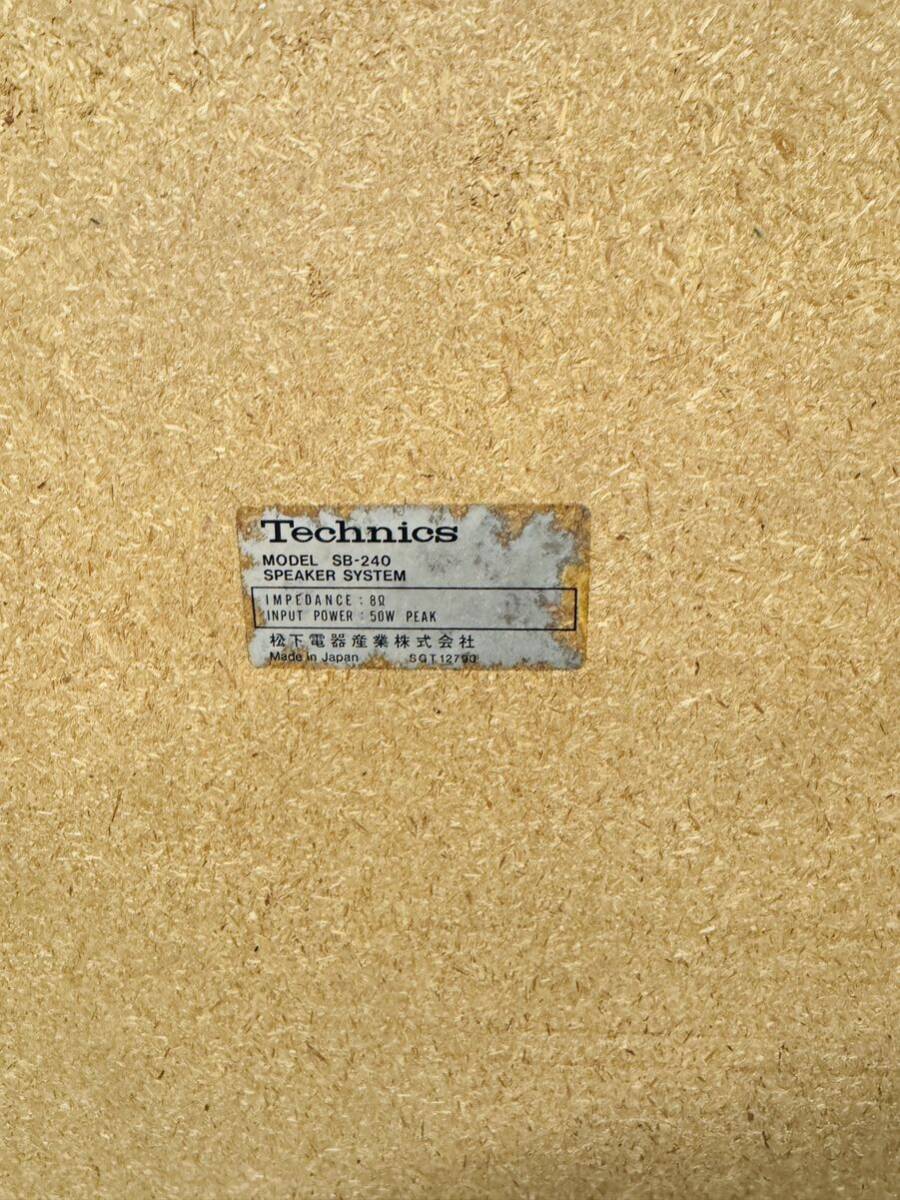 Technics
MODEL SB-240
SPEAKER SYSTEM
IMPEDANCE : 8Ω
INPUT POWER : 50W PEAK
松下電器産業株式会社
Made in Japan SGT12790